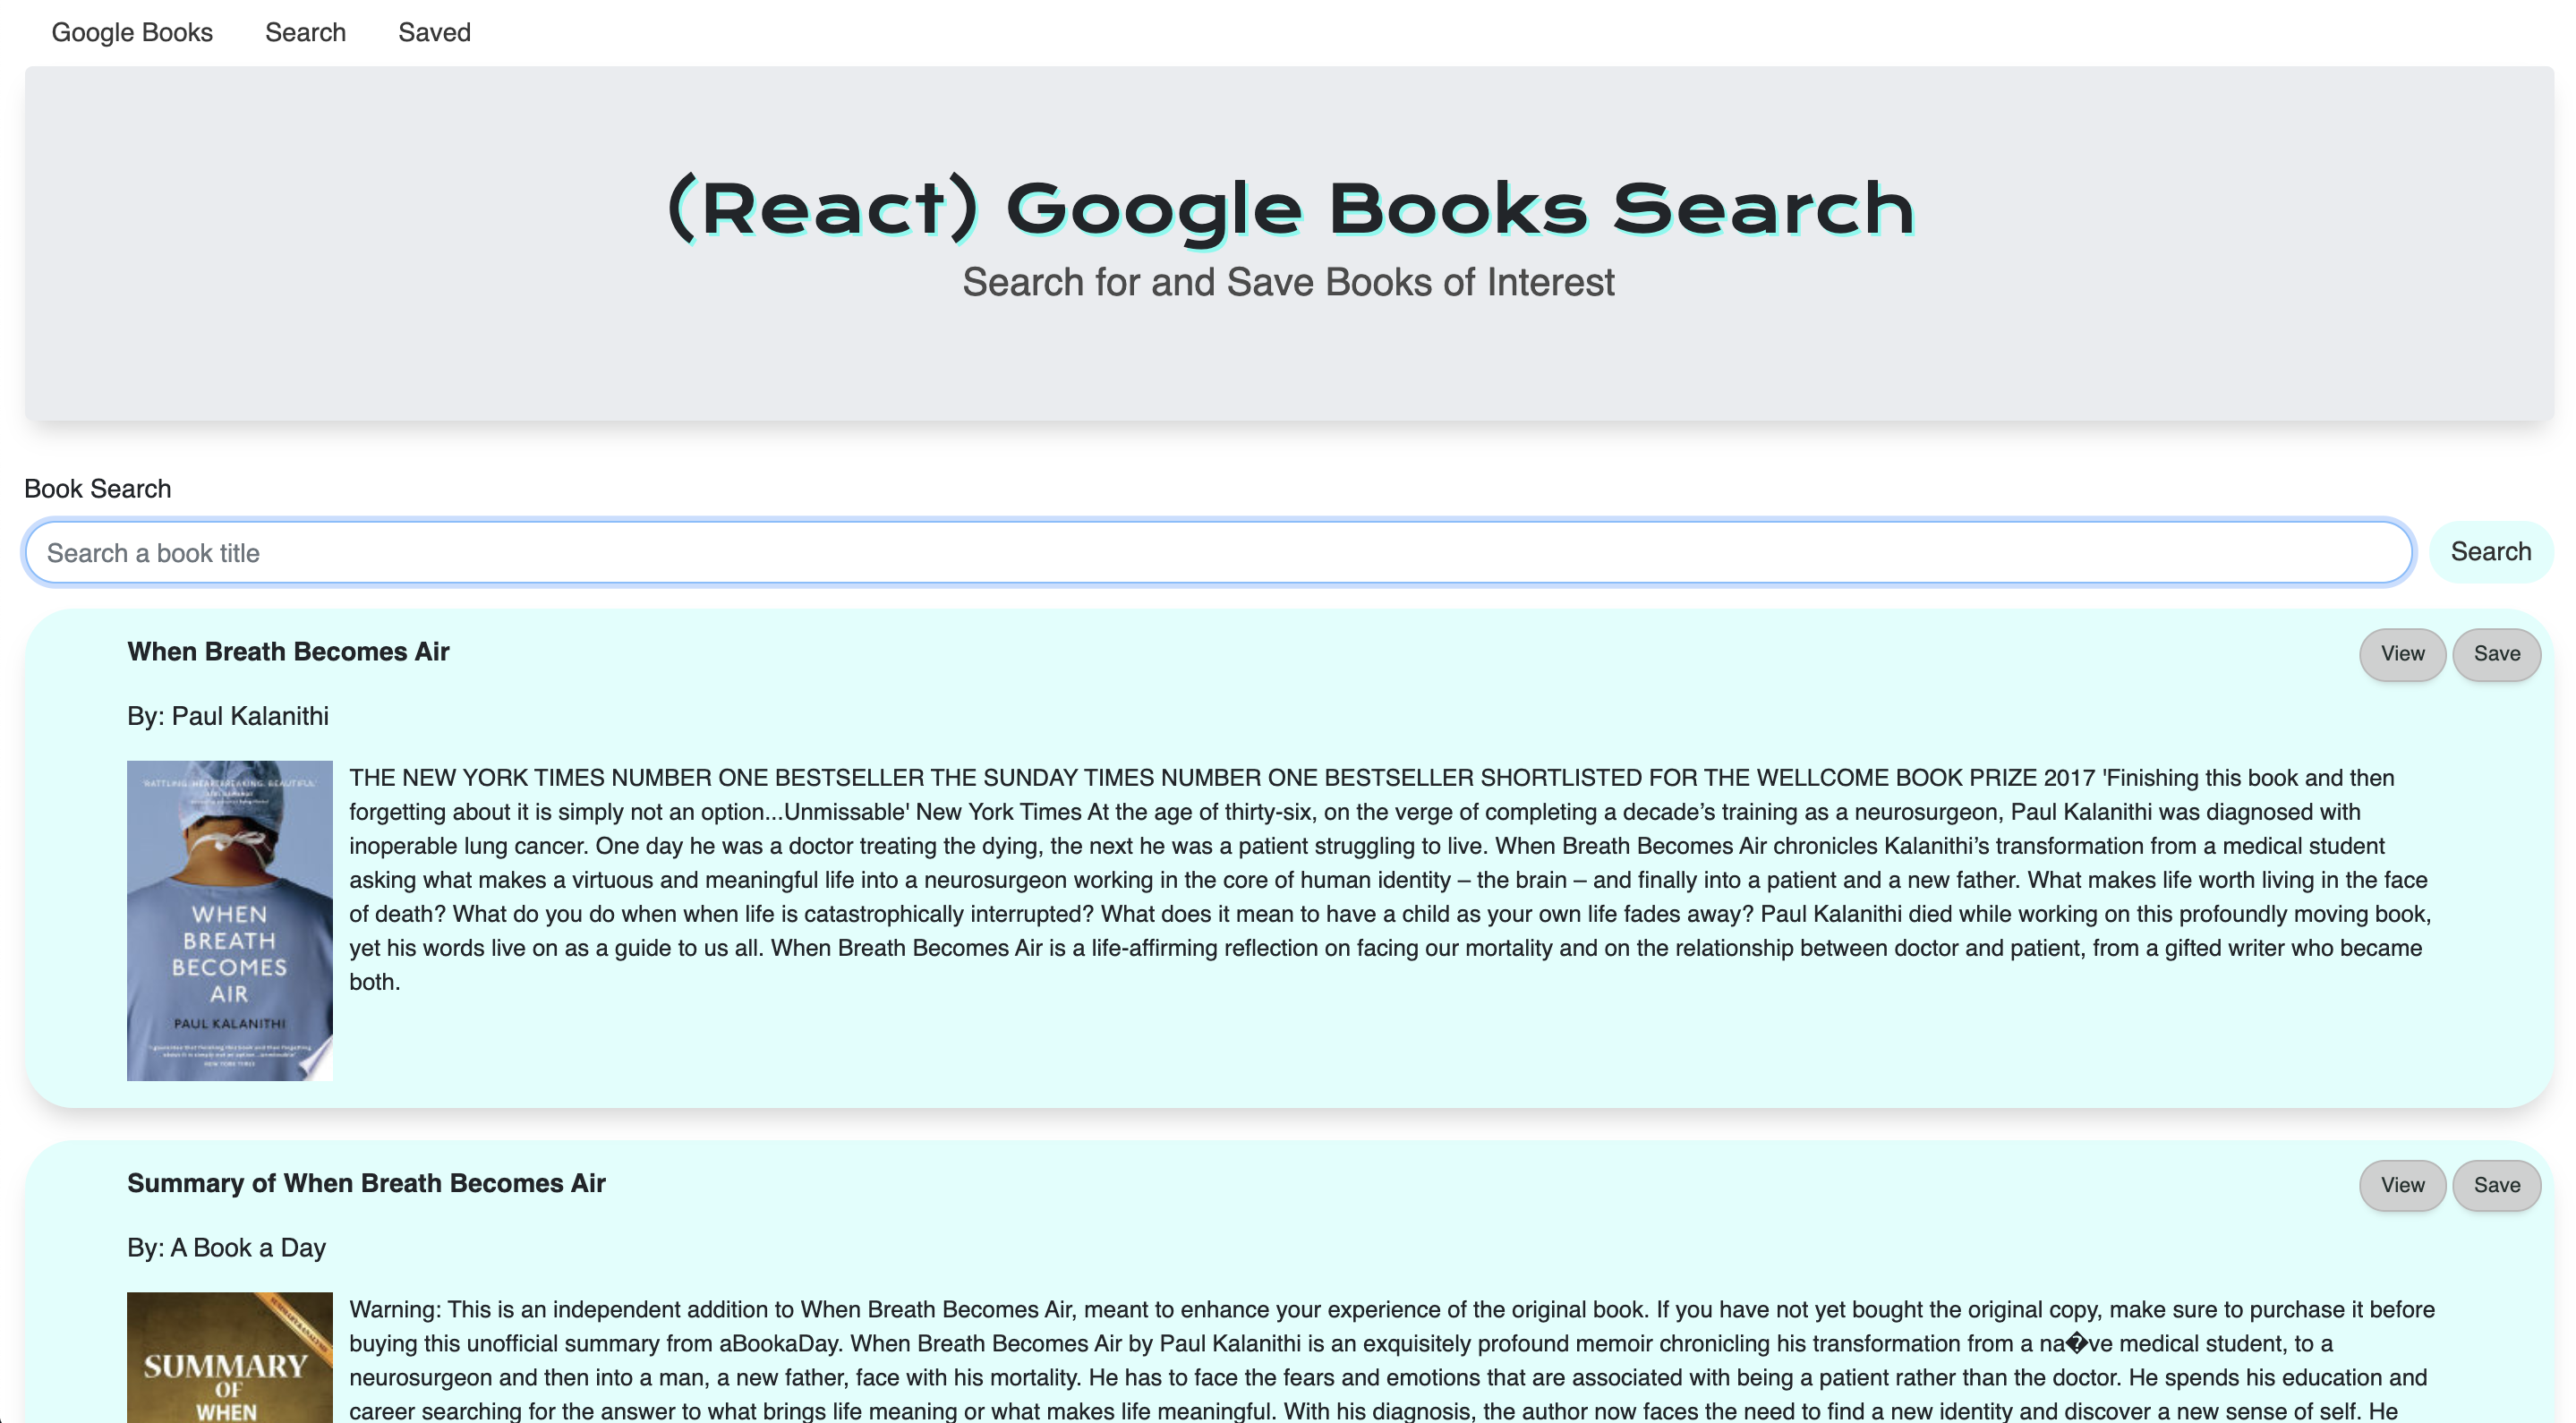 Google Books Search Saved
(React) Google Books Search
Search for and Save Books of Interest
Book Search
Search a book title
Search
When Breath Becomes Air
View Save
By: Paul Kalanithi
WHEN
BREATH
BECOMES
AIR
PAUL KALANITHI
NEW YORK TIMES
THE NEW YORK TIMES NUMBER ONE BESTSELLER THE SUNDAY TIMES NUMBER ONE BESTSELLER SHORTLISTED FOR THE WELLCOME BOOK PRIZE 2017 'Finishing this book and then
forgetting about it is simply not an option...Unmissable' New York Times At the age of thirty-six, on the verge of completing a decade’s training as a neurosurgeon, Paul Kalanithi was diagnosed with
inoperable lung cancer. One day he was a doctor treating the dying, the next he was a patient struggling to live. When Breath Becomes Air chronicles Kalanithi’s transformation from a medical student
asking what makes a virtuous and meaningful life into a neurosurgeon working in the core of human identity – the brain – and finally into a patient and a new father. What makes life worth living in the face
of death? What do you do when when life is catastrophically interrupted? What does it mean to have a child as your own life fades away? Paul Kalanithi died while working on this profoundly moving book,
yet his words live on as a guide to us all. When Breath Becomes Air is a life-affirming reflection on facing our mortality and on the relationship between doctor and patient, from a gifted writer who became
both.
Summary of When Breath Becomes Air
View Save
By: A Book a Day
SUMMARY
OF
WHEN
Warning: This is an independent addition to When Breath Becomes Air, meant to enhance your experience of the original book. If you have not yet bought the original copy, make sure to purchase it before
buying this unofficial summary from aBookaDay. When Breath Becomes Air by Paul Kalanithi is an exquisitely profound memoir chronicling his transformation from a na�ve medical student, to a
neurosurgeon and then into a man, a new father, face with his mortality. He has to face the fears and emotions that are associated with being a patient rather than the doctor. He spends his education and
career searching for the answer to what brings life meaning or what makes life meaningful. With his diagnosis, the author now faces the need to find a new identity and discover a new sense of self. He